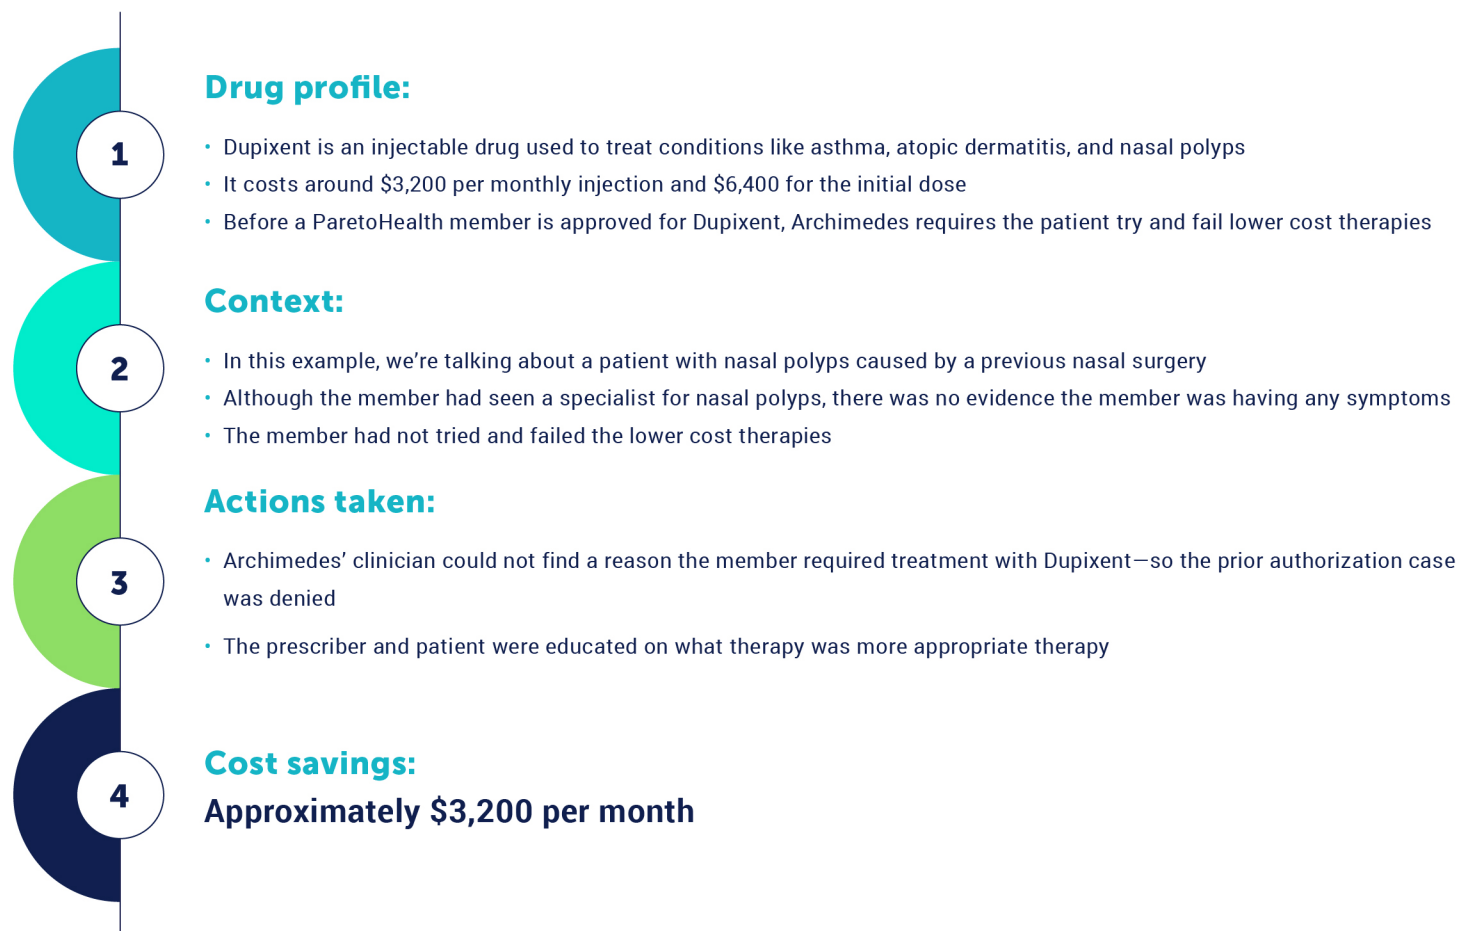 1
Drug profile:
• Dupixent is an injectable drug used to treat conditions like asthma, atopic dermatitis, and nasal polyps
• It costs around $3,200 per monthly injection and $6,400 for the initial dose
• Before a ParetoHealth member is approved for Dupixent, Archimedes requires the patient try and fail lower cost therapies
2
Context:
• In this example, we’re talking about a patient with nasal polyps caused by a previous nasal surgery
• Although the member had seen a specialist for nasal polyps, there was no evidence the member was having any symptoms
• The member had not tried and failed the lower cost therapies
3
Actions taken:
• Archimedes’ clinician could not find a reason the member required treatment with Dupixent—so the prior authorization case
was denied
• The prescriber and patient were educated on what therapy was more appropriate therapy
4
Cost savings:
Approximately $3,200 per month